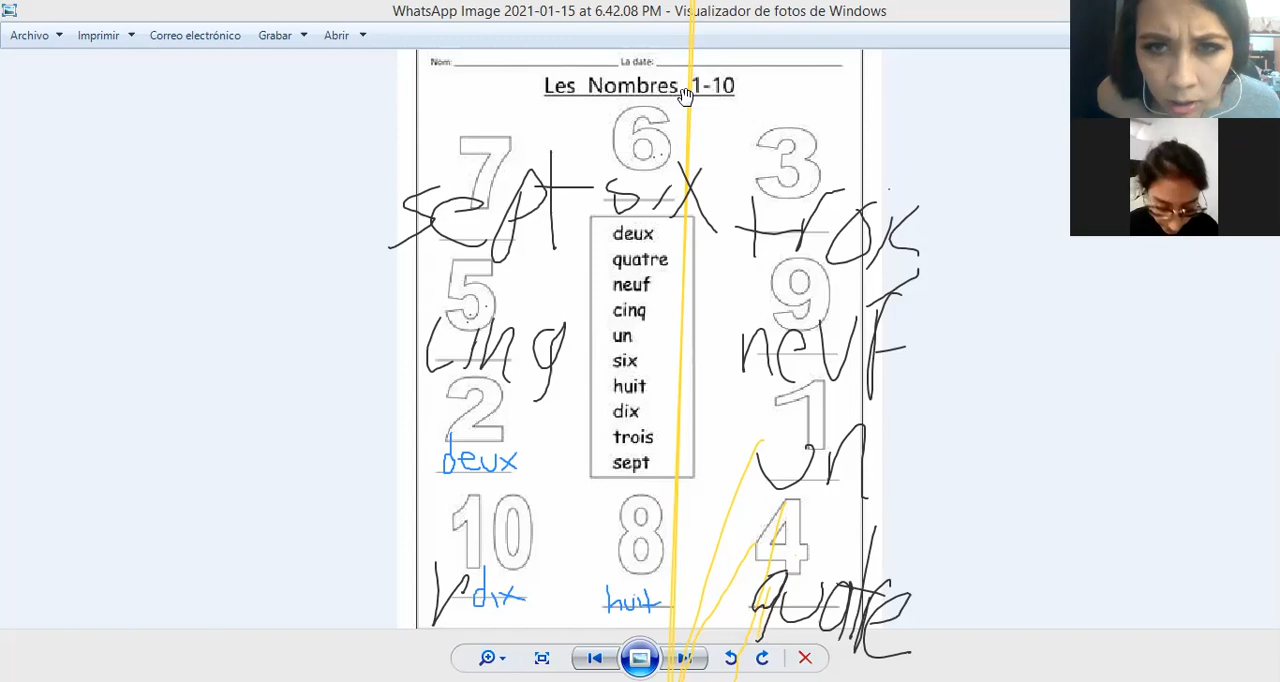 WhatsApp Image 2021-01-15 at 6.42.08 PM - Visualizador de fotos de Windows
Archivo Imprimir Correo electrónico Grabar Abrir
Nom: La date:
Les Nombres 1-10
7 6 3
sept six trois
deux
quatre
neuf
cinq
un
six
huit
dix
trois
sept
5 9
cinq neuf
2 1
deux un
10 8 4
dix huit quatre